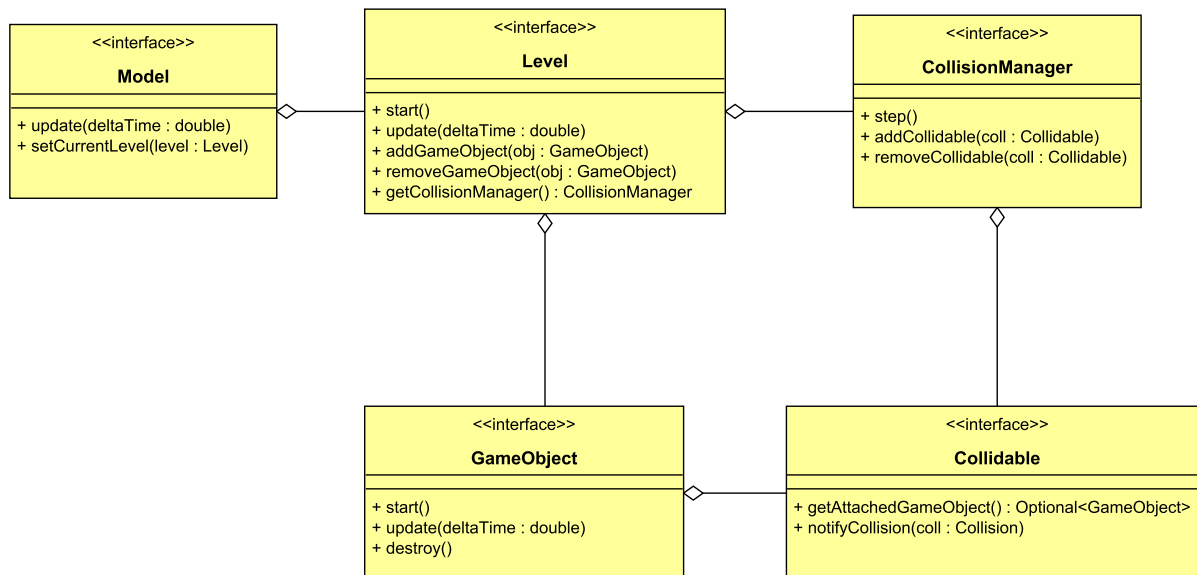 <<interface>>
Model
+ update(deltaTime : double)
+ setCurrentLevel(level : Level)
<<interface>>
Level
+ start()
+ update(deltaTime : double)
+ addGameObject(obj : GameObject)
+ removeGameObject(obj : GameObject)
+ getCollisionManager() : CollisionManager
<<interface>>
CollisionManager
+ step()
+ addCollidable(coll : Collidable)
+ removeCollidable(coll : Collidable)
<<interface>>
GameObject
+ start()
+ update(deltaTime : double)
+ destroy()
<<interface>>
Collidable
+ getAttachedGameObject() : Optional<GameObject>
+ notifyCollision(coll : Collision)